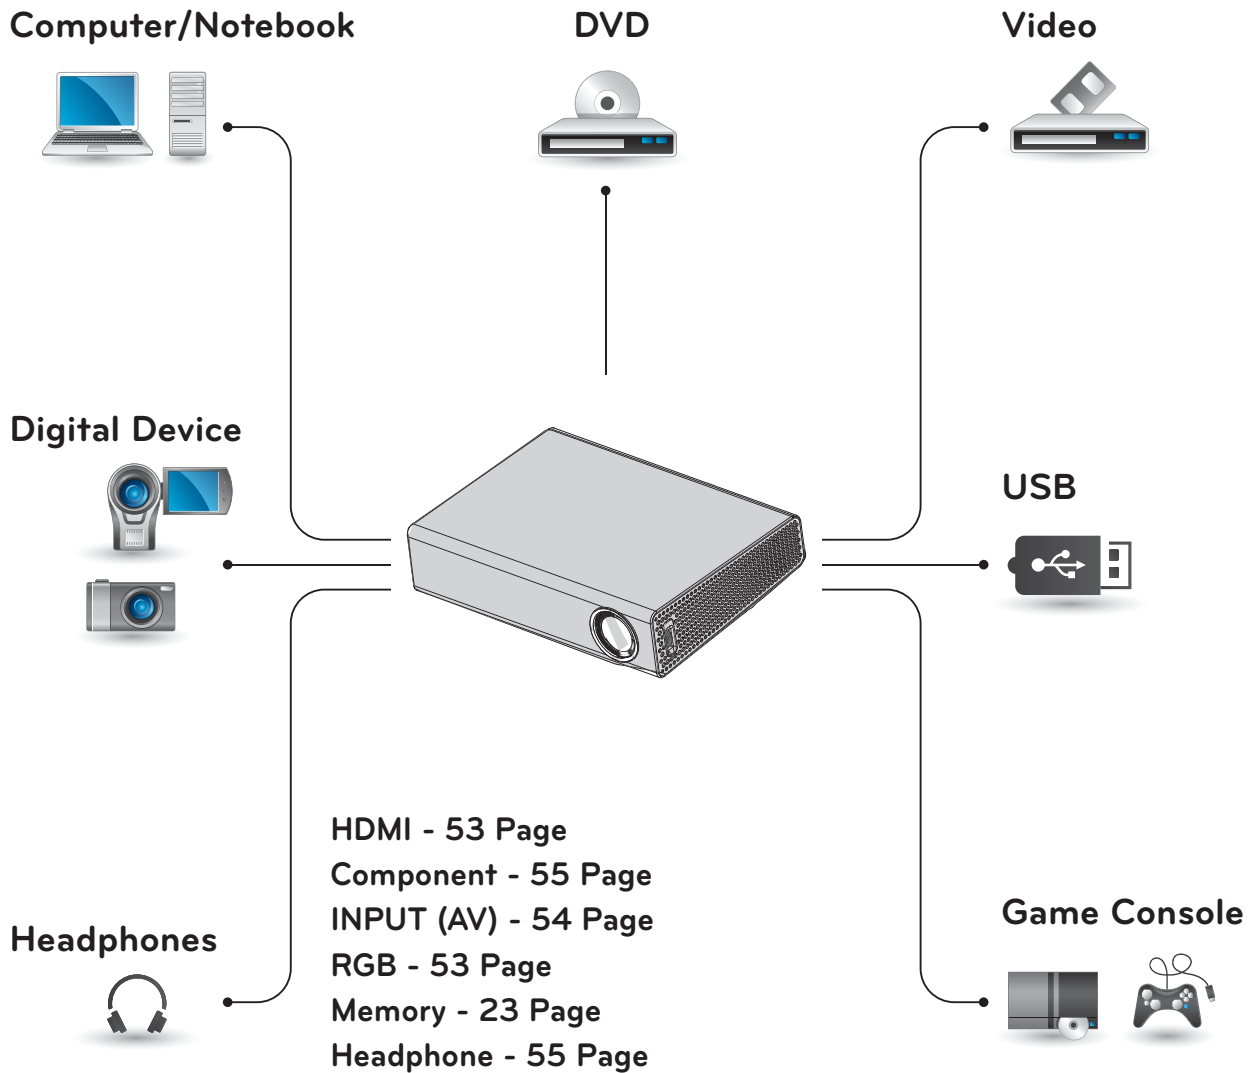 Computer/Notebook
DVD
Video
Digital Device
USB
HDMI - 53 Page
Component - 55 Page
INPUT (AV) - 54 Page
RGB - 53 Page
Memory - 23 Page
Headphone - 55 Page
Headphones
Game Console